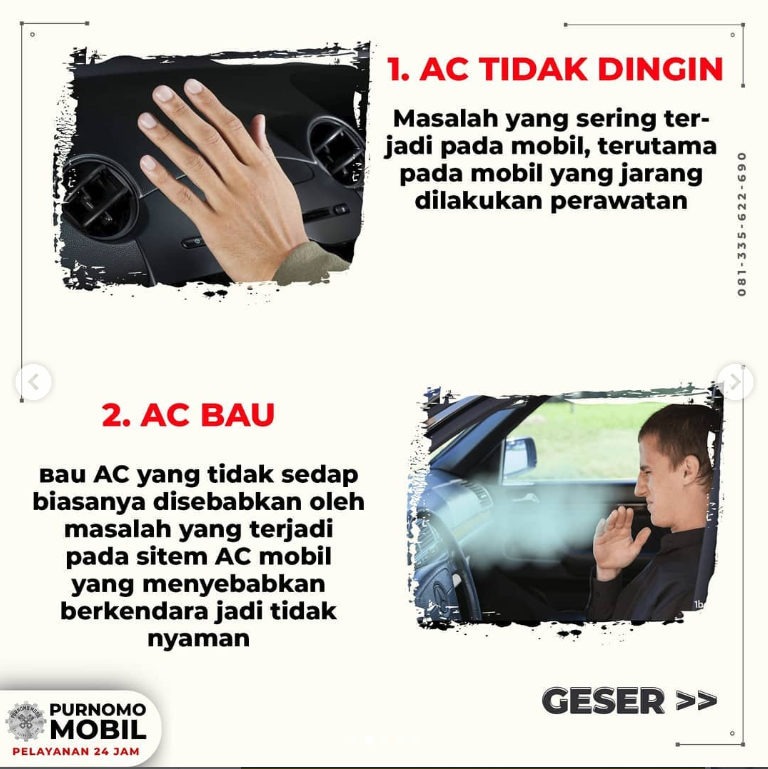 1. AC TIDAK DINGIN
Masalah yang sering ter-
jadi pada mobil, terutama
pada mobil yang jarang
dilakukan perawatan
081-335-622-690
2. AC BAU
Bau AC yang tidak sedap
biasanya disebabkan oleh
masalah yang terjadi
pada sitem AC mobil
yang menyebabkan
berkendara jadi tidak
nyaman
GESER >>
PURNOMO
MOBIL
PELAYANAN 24 JAM